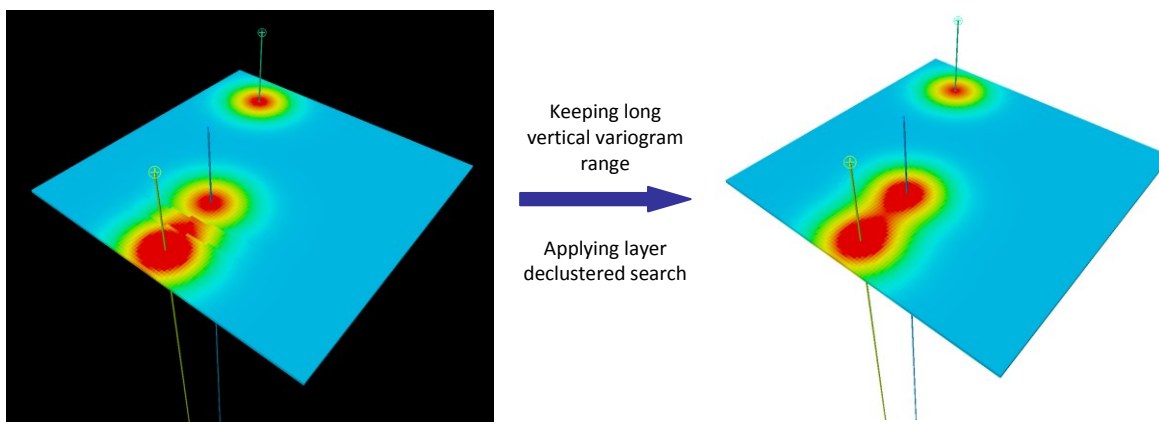 Keeping long
vertical variogram
range
Applying layer
declustered search